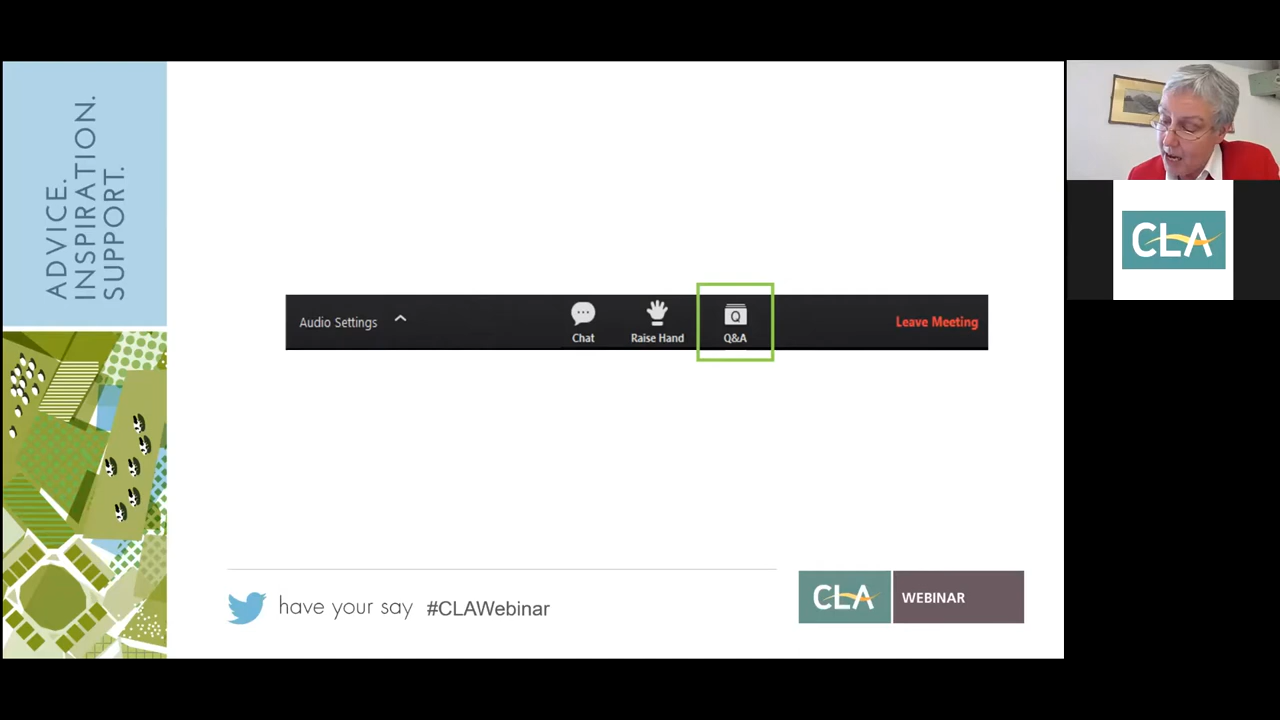 ADVICE.
INSPIRATION.
SUPPORT.
Audio Settings
Chat
Raise Hand
Q
Q&A
Leave Meeting
have your say #CLAWebinar
CLA WEBINAR
CLA